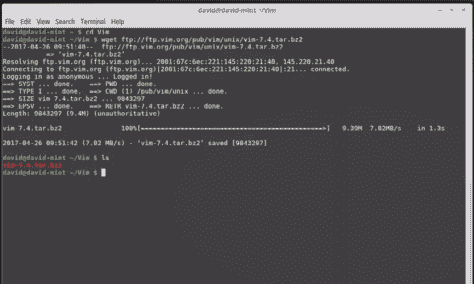 david@david-mint ~/Vim
File Edit View Search Terminal Help
david@david-mint ~ $ cd Vim
david@david-mint ~/Vim $ wget ftp://ftp.vim.org/pub/vim/unix/vim-7.4.tar.bz2
--2017-04-26 09:51:40-- ftp://ftp.vim.org/pub/vim/unix/vim-7.4.tar.bz2
=> 'vim-7.4.tar.bz2'
Resolving ftp.vim.org (ftp.vim.org)... 2001:67c:6ec:221:145:220:21:40, 145.220.21.40
Connecting to ftp.vim.org (ftp.vim.org)|2001:67c:6ec:221:145:220:21:40|:21... connected.
Logging in as anonymous ... Logged in!
==> SYST ... done. ==> PWD ... done.
==> TYPE I ... done. ==> CWD (1) /pub/vim/unix ... done.
==> SIZE vim-7.4.tar.bz2 ... 9843297
==> EPSV ... done. ==> RETR vim-7.4.tar.bz2 ... done.
Length: 9843297 (9.4M) (unauthoritative)
vim-7.4.tar.bz2 100%[===================================================>] 9.39M 7.82MB/s in 1.3s
2017-04-26 09:51:42 (7.82 MB/s) - 'vim-7.4.tar.bz2' saved [9843297]
david@david-mint ~/Vim $ ls
vim-7.4.tar.bz2
david@david-mint ~/Vim $